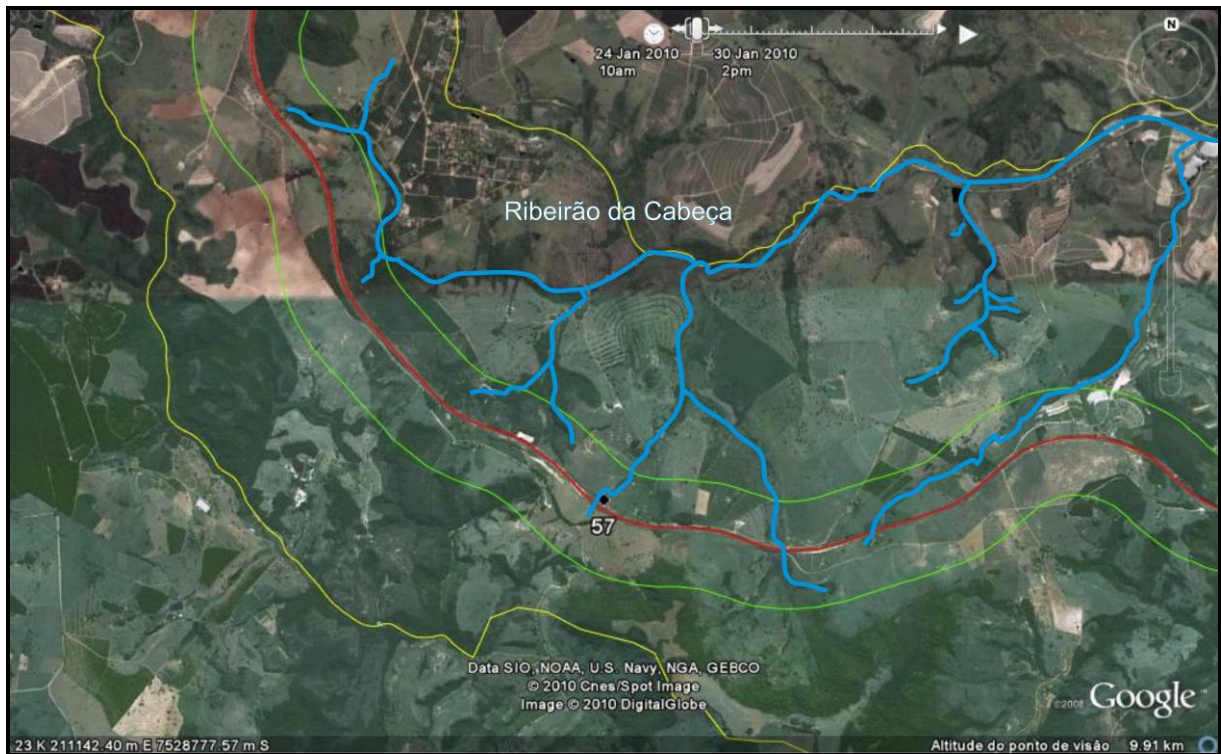 N
24 Jan 2010 30 Jan 2010
10am 2pm
Ribeirão da Cabeça
57
Data SIO, NOAA, U.S. Navy, NGA, GEBCO
© 2010 Cnes/Spot Image
Image © 2010 DigitalGlobe
©2008 Google
23 K 211142.40 m E 7528777.57 m S
Altitude do ponto de visão 9.91 km